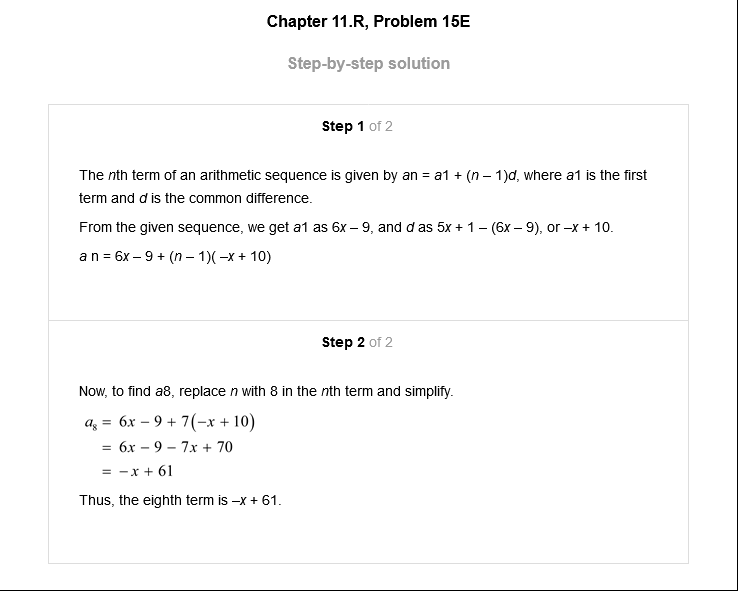 Chapter 11.R, Problem 15E
Step-by-step solution
Step 1 of 2
The nth term of an arithmetic sequence is given by an = a1 + (n – 1)d, where a1 is the first
term and d is the common difference.
From the given sequence, we get a1 as 6x – 9, and d as 5x + 1 – (6x – 9), or –x + 10.
a n = 6x – 9 + (n – 1)( –x + 10)
Step 2 of 2
Now, to find a8, replace n with 8 in the nth term and simplify.
a₈ = 6x – 9 + 7(–x + 10)
= 6x – 9 – 7x + 70
= –x + 61
Thus, the eighth term is –x + 61.